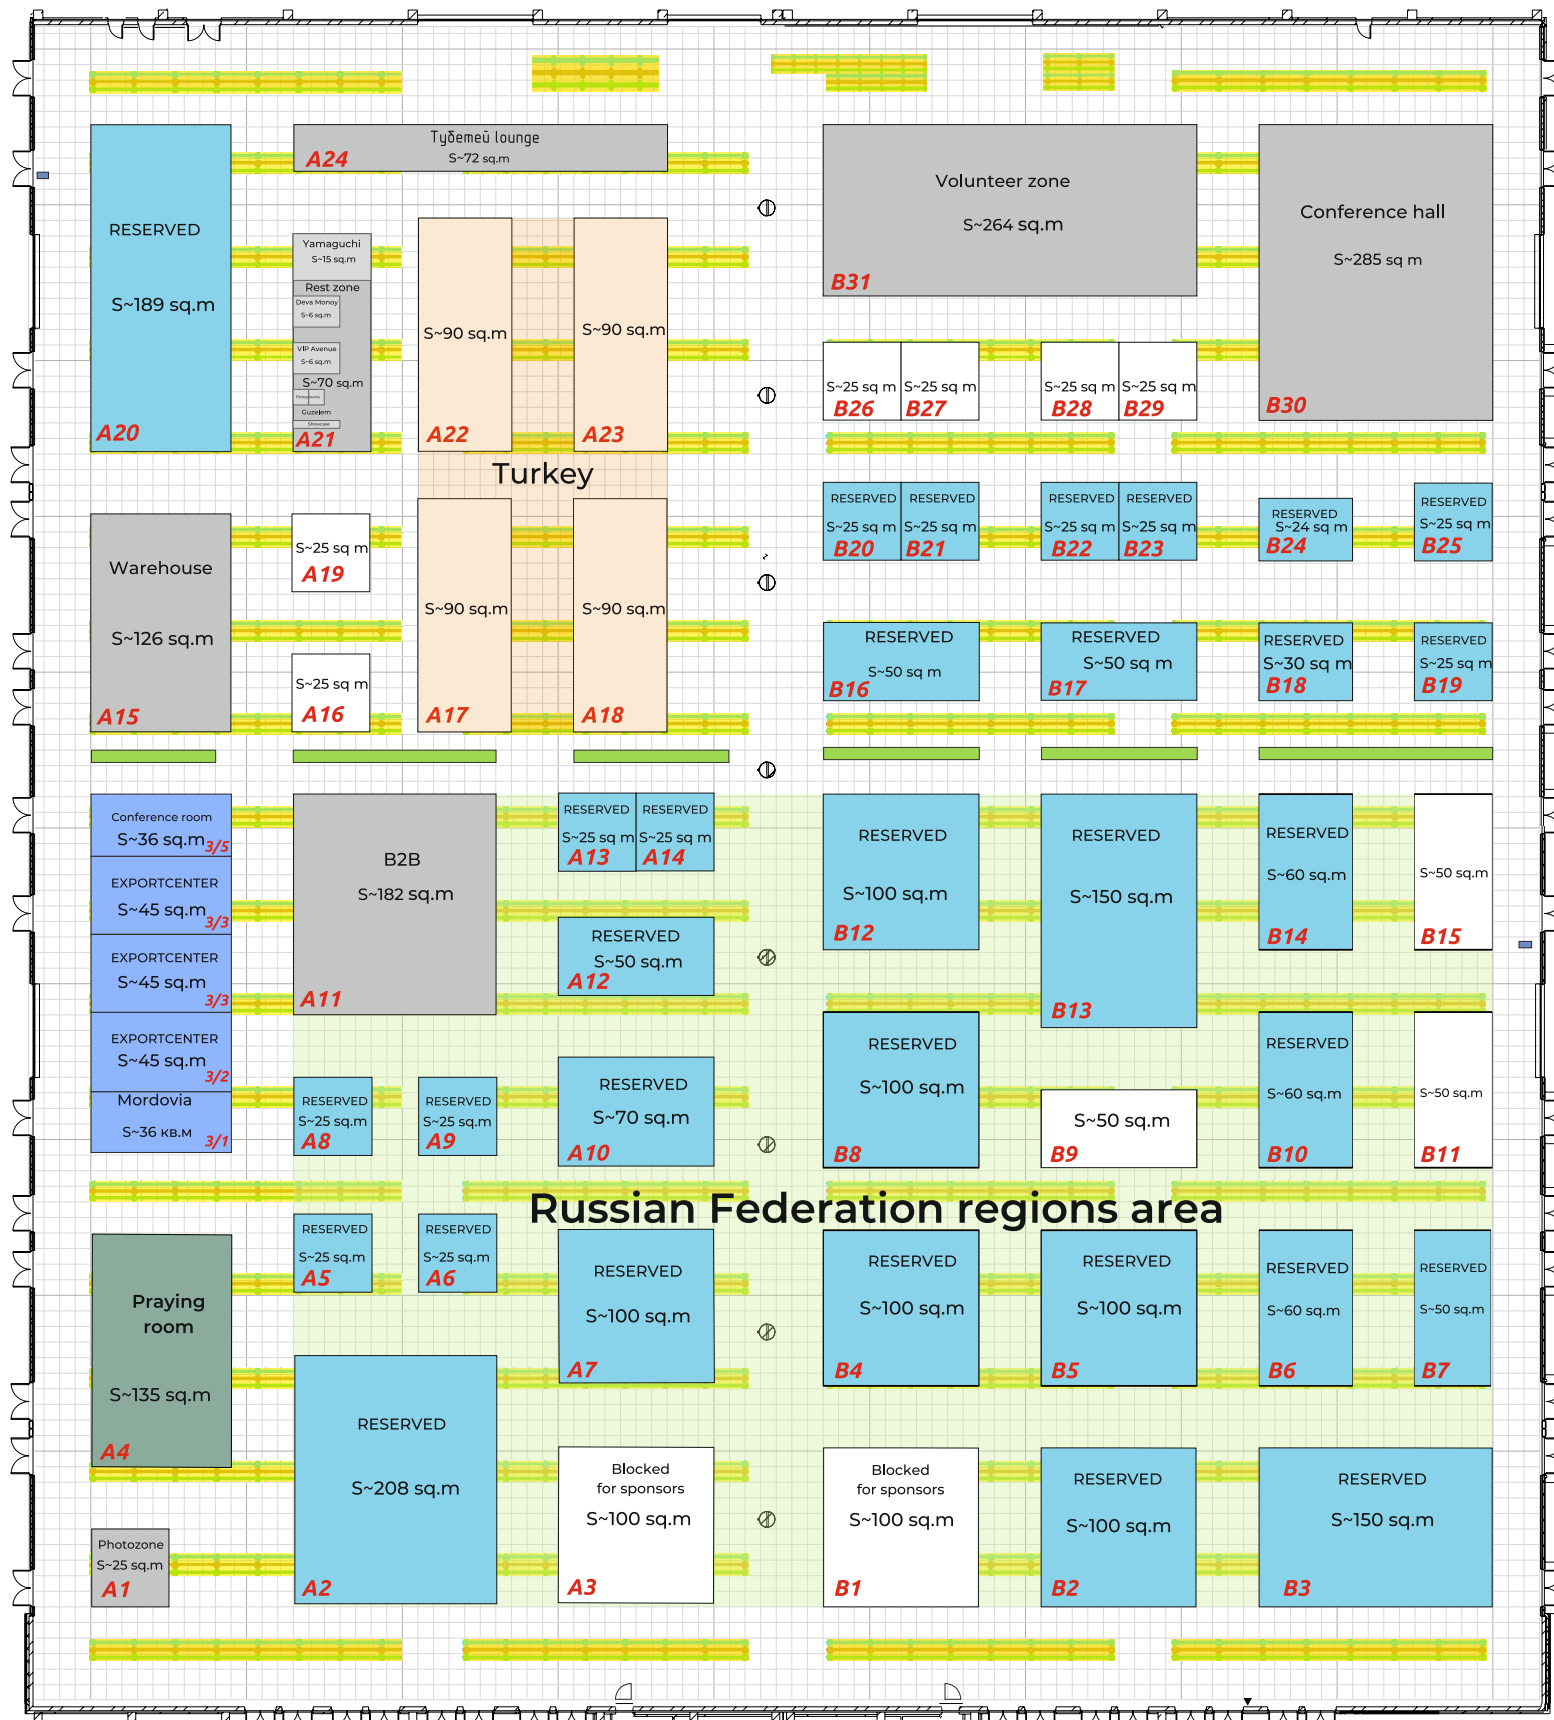 Тубетей lounge
S~72 sq.m
A24
RESERVED
S~189 sq.m
A20
Yamaguchi
S~15 sq.m
Rest zone
Deva Monoy
S~6 sq.m
VIP Avenue
S~6 sq.m
S~70 sq.m
Guzelem
Showcase
A21
S~90 sq.m
A22
S~90 sq.m
A23
Turkey
Volunteer zone
S~264 sq.m
B31
Conference hall
S~285 sq m
B30
S~25 sq m
B26
S~25 sq m
B27
S~25 sq m
B28
S~25 sq m
B29
RESERVED
S~25 sq m
B20
RESERVED
S~25 sq m
B21
RESERVED
S~25 sq m
B22
RESERVED
S~25 sq m
B23
RESERVED
S~24 sq m
B24
RESERVED
S~25 sq m
B25
Warehouse
S~126 sq.m
A15
S~25 sq m
A19
S~25 sq m
A16
S~90 sq.m
A17
S~90 sq.m
A18
RESERVED
S~50 sq m
B16
RESERVED
S~50 sq m
B17
RESERVED
S~30 sq m
B18
RESERVED
S~25 sq m
B19
Conference room
S~36 sq.m
3/5
EXPORTCENTER
S~45 sq.m
3/3
EXPORTCENTER
S~45 sq.m
3/3
EXPORTCENTER
S~45 sq.m
3/2
Mordovia
S~36 кв.м
3/1
B2B
S~182 sq.m
A11
RESERVED
S~25 sq m
A13
RESERVED
S~25 sq m
A14
RESERVED
S~50 sq.m
A12
RESERVED
S~100 sq.m
B12
RESERVED
S~150 sq.m
B13
RESERVED
S~60 sq.m
B14
S~50 sq.m
B15
RESERVED
S~25 sq.m
A8
RESERVED
S~25 sq.m
A9
RESERVED
S~70 sq.m
A10
RESERVED
S~100 sq.m
B8
S~50 sq.m
B9
RESERVED
S~60 sq.m
B10
S~50 sq.m
B11
Russian Federation regions area
Praying
room
S~135 sq.m
A4
RESERVED
S~25 sq.m
A5
RESERVED
S~25 sq.m
A6
RESERVED
S~100 sq.m
A7
RESERVED
S~100 sq.m
B4
RESERVED
S~100 sq.m
B5
RESERVED
S~60 sq.m
B6
RESERVED
S~50 sq.m
B7
Photozone
S~25 sq.m
A1
RESERVED
S~208 sq.m
A2
Blocked
for sponsors
S~100 sq.m
A3
Blocked
for sponsors
S~100 sq.m
B1
RESERVED
S~100 sq.m
B2
RESERVED
S~150 sq.m
B3